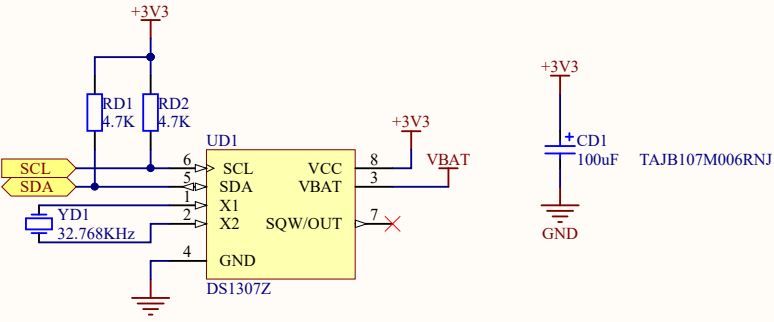 +3V3
RD1
4.7K
RD2
4.7K
UD1
SCL
SDA
6
5
1
2
4
SCL
SDA
X1
X2
GND
VCC
VBAT
SQW/OUT
8
3
7
+3V3
VBAT
YD1
32.768KHz
DS1307Z
+3V3
+
CD1
100uF TAJB107M006RNJ
GND